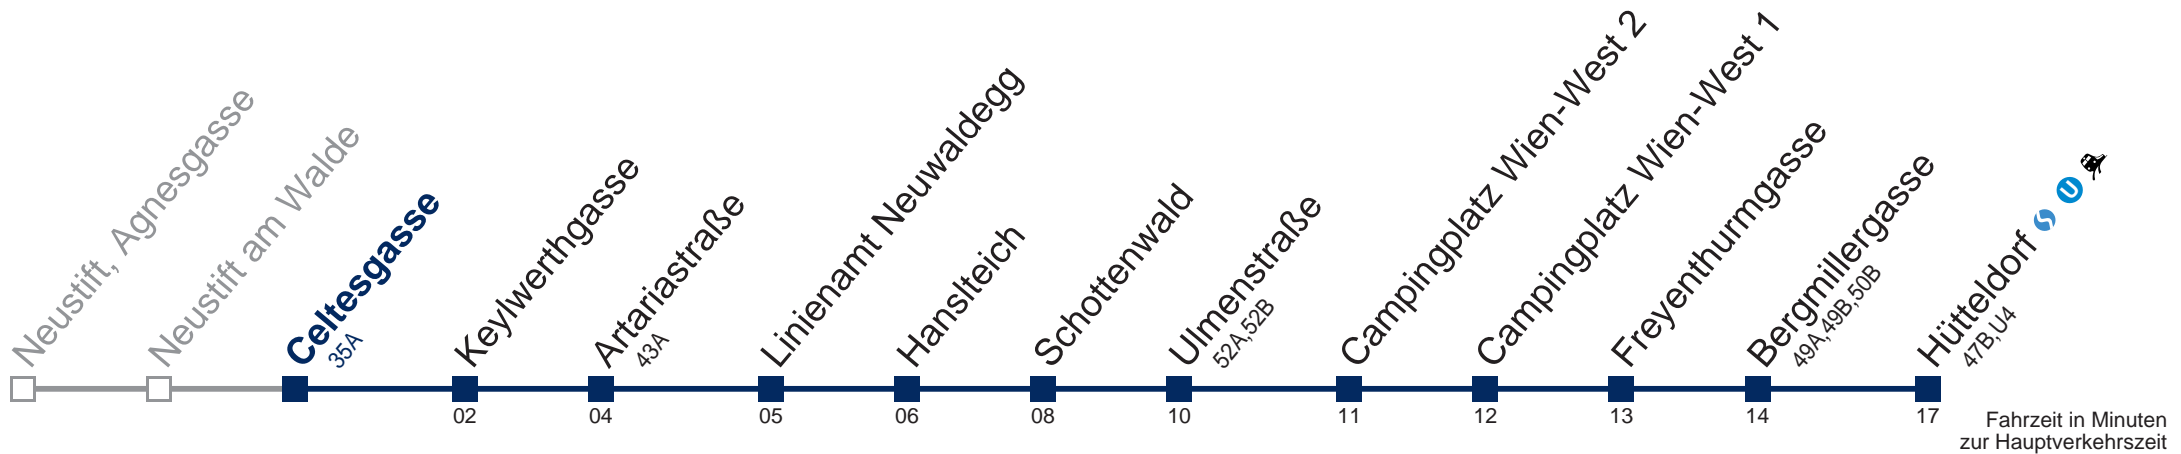 Neustift, Agnesgasse
Neustift am Walde
Celtesgasse
35A
Keylwerthgasse
Artariastraße
43A
Linienamt Neuwaldegg
Hanslteich
Schottenwald
Ulmenstraße
52A,52B
Campingplatz Wien-West 2
Campingplatz Wien-West 1
Freyenthurmgasse
Bergmillergasse
49A,49B,50B
Hütteldorf S U
47B,U4
02 04 05 06 08 10 11 12 13 14 17
Fahrzeit in Minuten
zur Hauptverkehrszeit